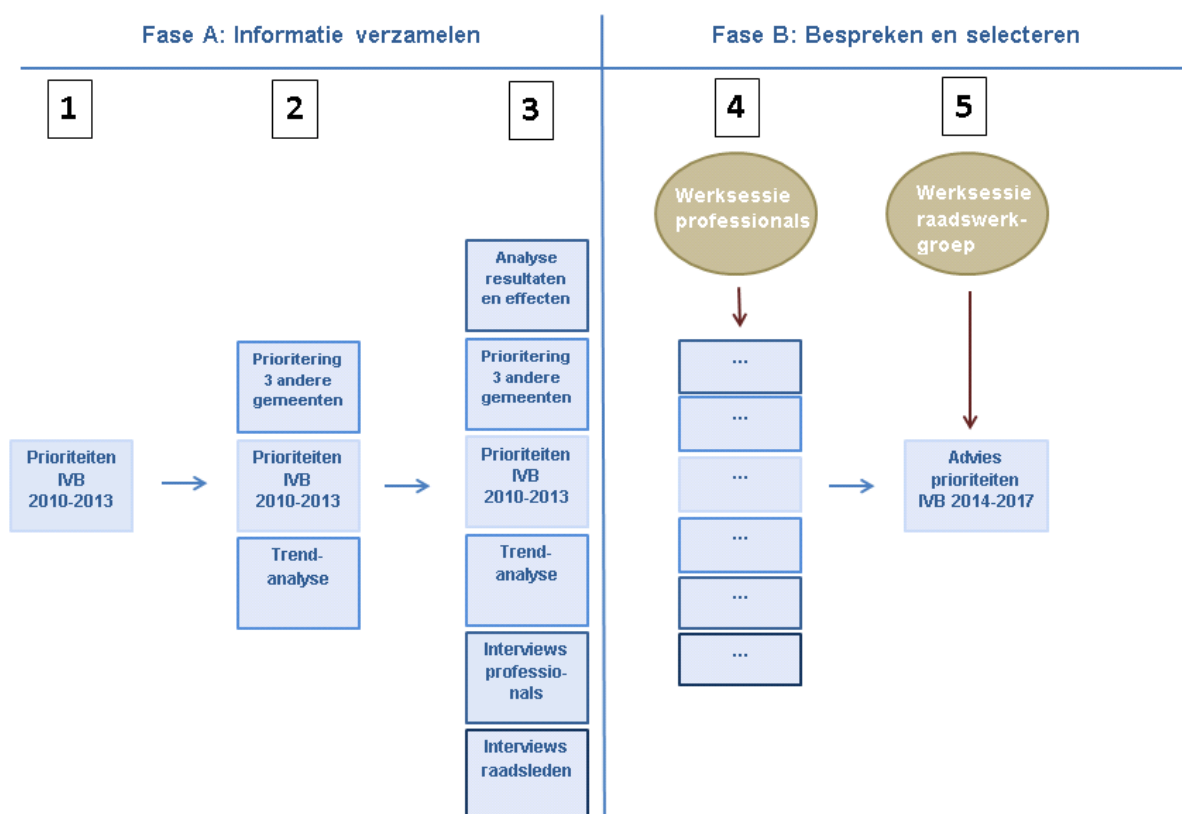 Fase A: Informatie verzamelen
Fase B: Bespreken en selecteren
1
2
3
4
5
Prioriteiten
IVB
2010-2013
Prioritering
3 andere
gemeenten
Prioriteiten
IVB
2010-2013
Trend-
analyse
Analyse
resultaten
en effecten
Prioritering
3 andere
gemeenten
Prioriteiten
IVB
2010-2013
Trend-
analyse
Interviews
professio-
nals
Interviews
raadsleden
Werksessie
professionals
...
...
...
...
...
...
Werksessie
raadswerk-
groep
Advies
prioriteiten
IVB 2014-2017